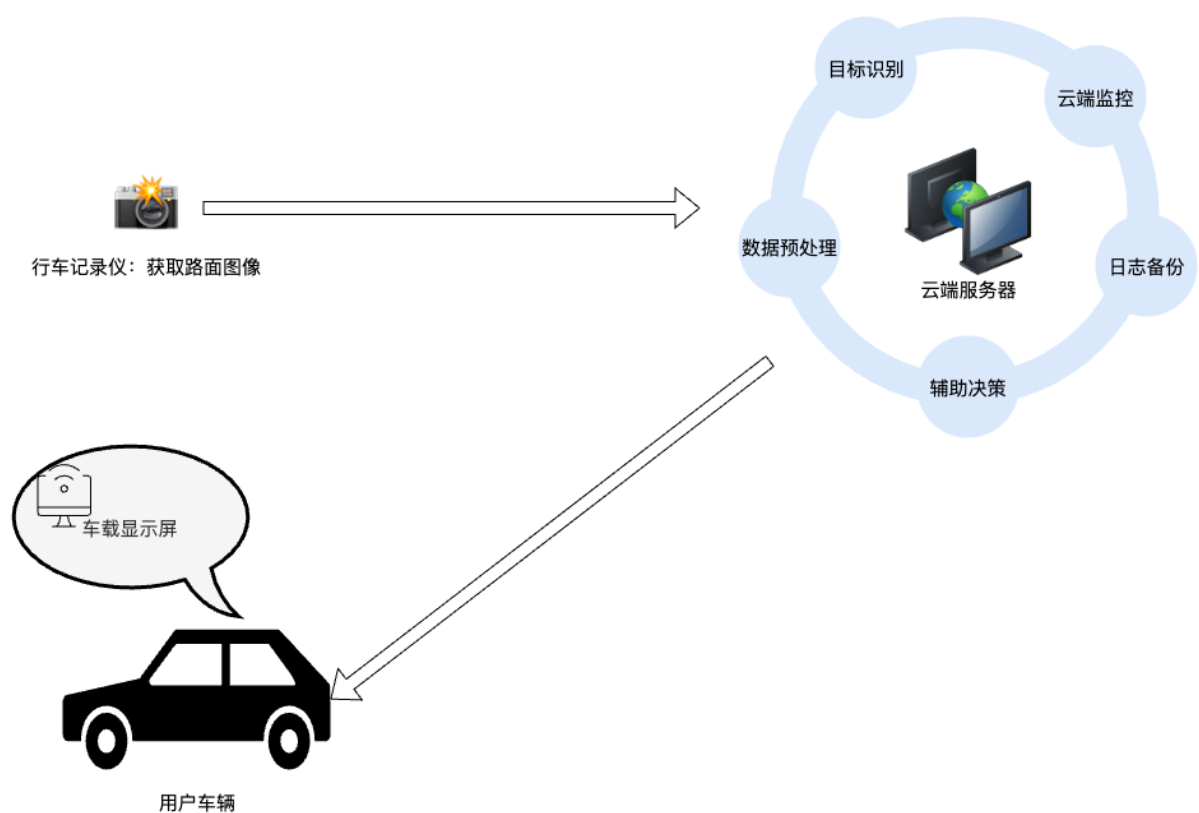 目标识别
云端监控
数据预处理
云端服务器
日志备份
行车记录仪：获取路面图像
辅助决策
车载显示屏
用户车辆